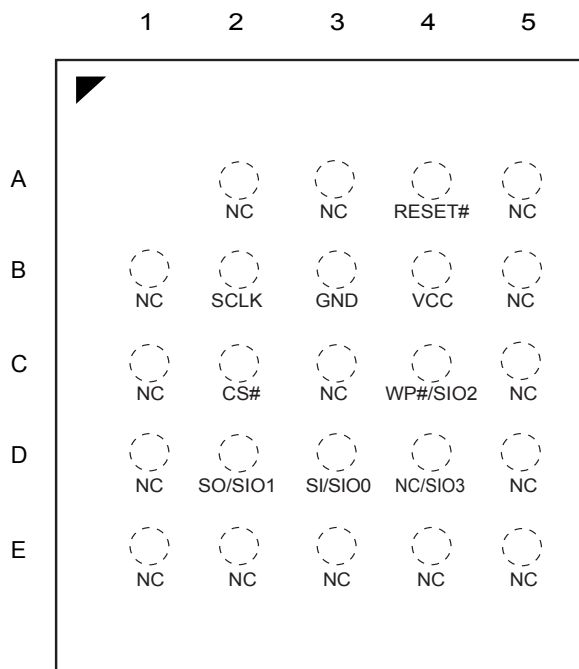 1 2 3 4 5
A
NC NC RESET# NC
B
NC SCLK GND VCC NC
C
NC CS# NC WP#/SIO2 NC
D
NC SO/SIO1 SI/SIO0 NC/SIO3 NC
E
NC NC NC NC NC